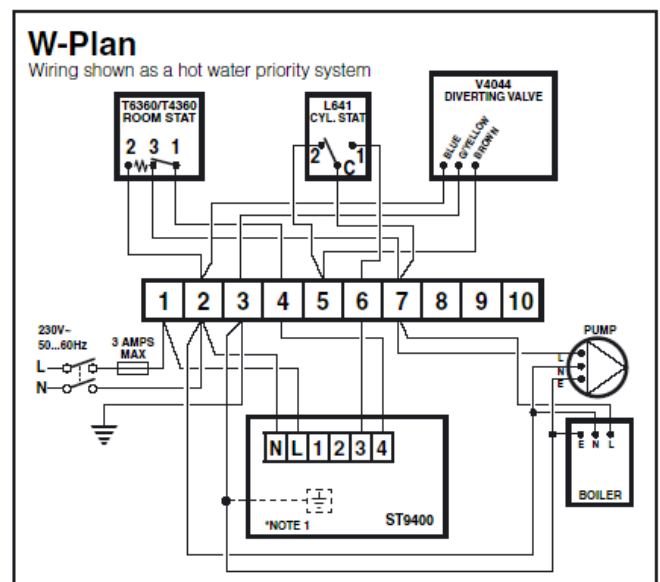 W-Plan
Wiring shown as a hot water priority system
T6360/T4360
ROOM STAT
2 3 1
L641
CYL. STAT
2 1
C
V4044
DIVERTING VALVE
BLUE
G/YELLOW
BROWN
1 2 3 4 5 6 7 8 9 10
230V~
50...60Hz
3 AMPS
MAX
L
N
PUMP
L
N
E
N L 1 2 3 4
E N L
BOILER
*NOTE 1
ST9400